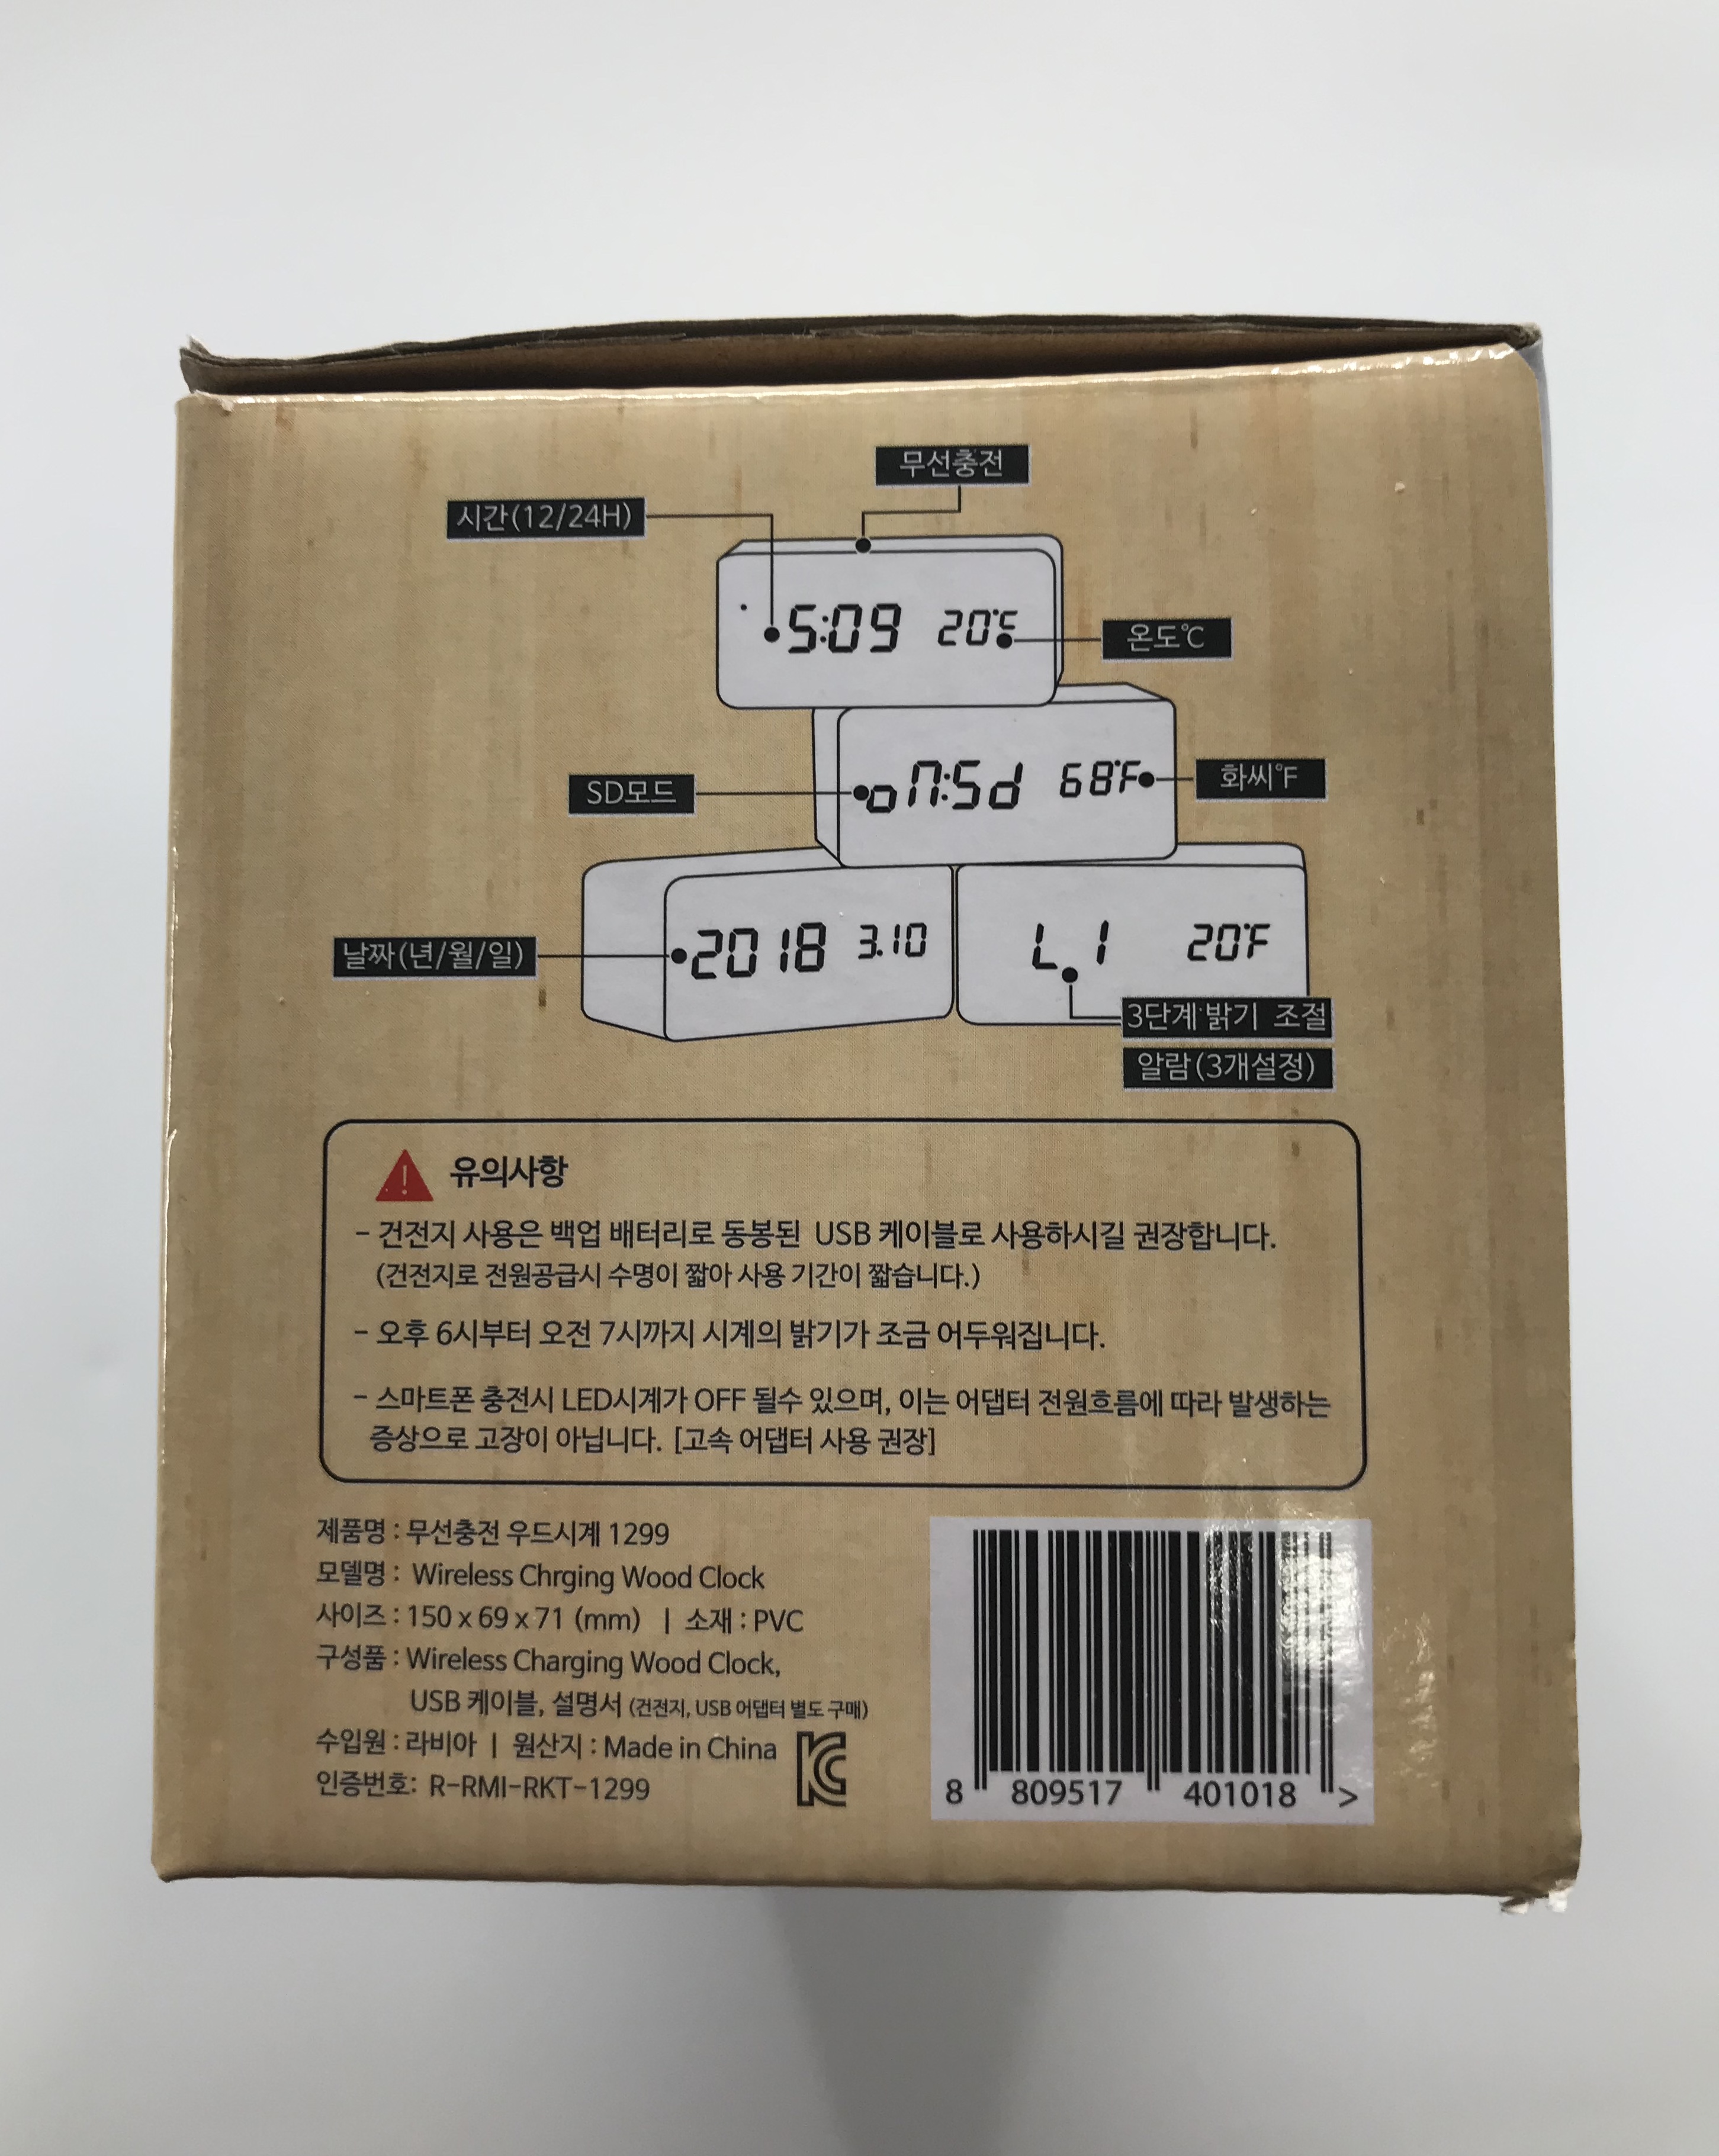 무선충전
시간(12/24H)
5:09 20℃
온도℃
SD모드
on:Sd 68°F
화씨°F
날짜(년/월/일)
2018 3.10
L 1 20°F
3단계 밝기 조절
알람(3개설정)
유의사항
- 건전지 사용은 백업 배터리로 동봉된 USB 케이블로 사용하시길 권장합니다.
(건전지로 전원공급시 수명이 짧아 사용 기간이 짧습니다.)
- 오후 6시부터 오전 7시까지 시계의 밝기가 조금 어두워집니다.
- 스마트폰 충전시 LED시계가 OFF 될수 있으며, 이는 어댑터 전원흐름에 따라 발생하는
증상으로 고장이 아닙니다. [고속 어댑터 사용 권장]
제품명 : 무선충전 우드시계 1299
모델명 : Wireless Chrging Wood Clock
사이즈 : 150 x 69 x 71 (mm) | 소재 : PVC
구성품 : Wireless Charging Wood Clock,
USB 케이블, 설명서 (건전지, USB 어댑터 별도 구매)
수입원 : 라비아 | 원산지 : Made in China
인증번호: R-RMI-RKT-1299
8 809517 401018 >